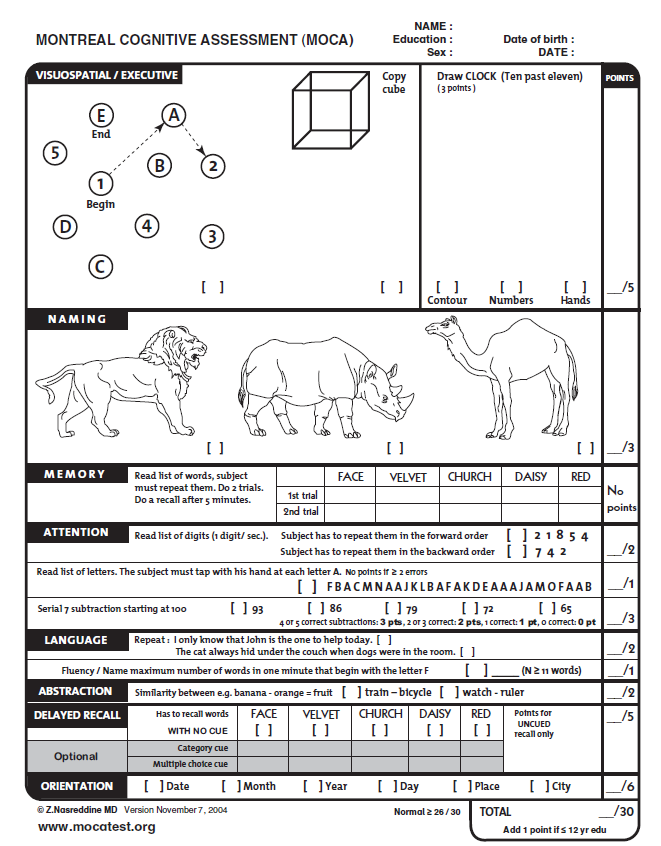 MONTREAL COGNITIVE ASSESSMENT (MOCA)
NAME :
Education :
Sex :
Date of birth :
DATE :
VISUOSPATIAL / EXECUTIVE
Copy
cube
Draw CLOCK (Ten past eleven)
( 3 points )
POINTS
E
End
A
5
B
2
1
Begin
D
4
3
C
[ ]
[ ]
[ ] [ ] [ ]
Contour Numbers Hands
__/5
NAMING
[ ]
[ ]
[ ]
__/3
MEMORY
Read list of words, subject
must repeat them. Do 2 trials.
Do a recall after 5 minutes.
FACE VELVET CHURCH DAISY RED
1st trial
2nd trial
No
points
ATTENTION
Read list of digits (1 digit/ sec.).
Subject has to repeat them in the forward order [ ] 2 1 8 5 4
Subject has to repeat them in the backward order [ ] 7 4 2
__/2
Read list of letters. The subject must tap with his hand at each letter A. No points if ≥ 2 errors
[ ] F B A C M N A A J K L B A F A K D E A A A J A M O F A A B
__/1
Serial 7 subtraction starting at 100 [ ] 93 [ ] 86 [ ] 79 [ ] 72 [ ] 65
4 or 5 correct subtractions: 3 pts, 2 or 3 correct: 2 pts, 1 correct: 1 pt, 0 correct: 0 pt
__/3
LANGUAGE
Repeat : I only know that John is the one to help today. [ ]
The cat always hid under the couch when dogs were in the room. [ ]
__/2
Fluency / Name maximum number of words in one minute that begin with the letter F [ ] ____ (N ≥ 11 words)
__/1
ABSTRACTION
Similarity between e.g. banana - orange = fruit [ ] train – bicycle [ ] watch - ruler
__/2
DELAYED RECALL
Has to recall words
WITH NO CUE
FACE VELVET CHURCH DAISY RED
[ ] [ ] [ ] [ ] [ ]
Points for
UNCUED
recall only
__/5
Optional
Category cue
Multiple choice cue
ORIENTATION
[ ] Date [ ] Month [ ] Year [ ] Day [ ] Place [ ] City
__/6
© Z.Nasreddine MD Version November 7, 2004
www.mocatest.org
Normal ≥ 26 / 30
TOTAL __/30
Add 1 point if ≤ 12 yr edu